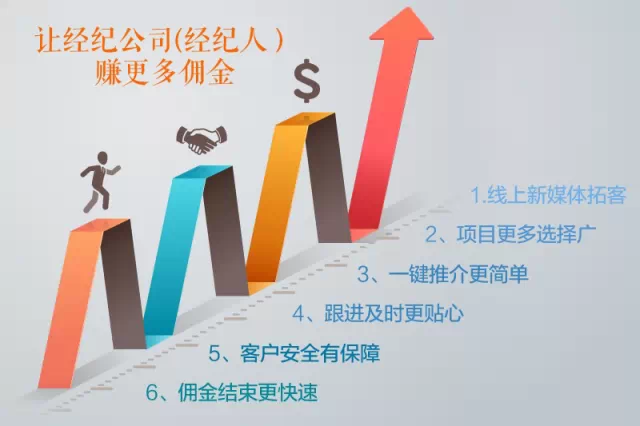 让经纪公司(经纪人)
赚更多佣金
$
1.线上新媒体拓客
2、项目更多选择广
3、一键推介更简单
4、跟进及时更贴心
5、客户安全有保障
6、佣金结束更快速